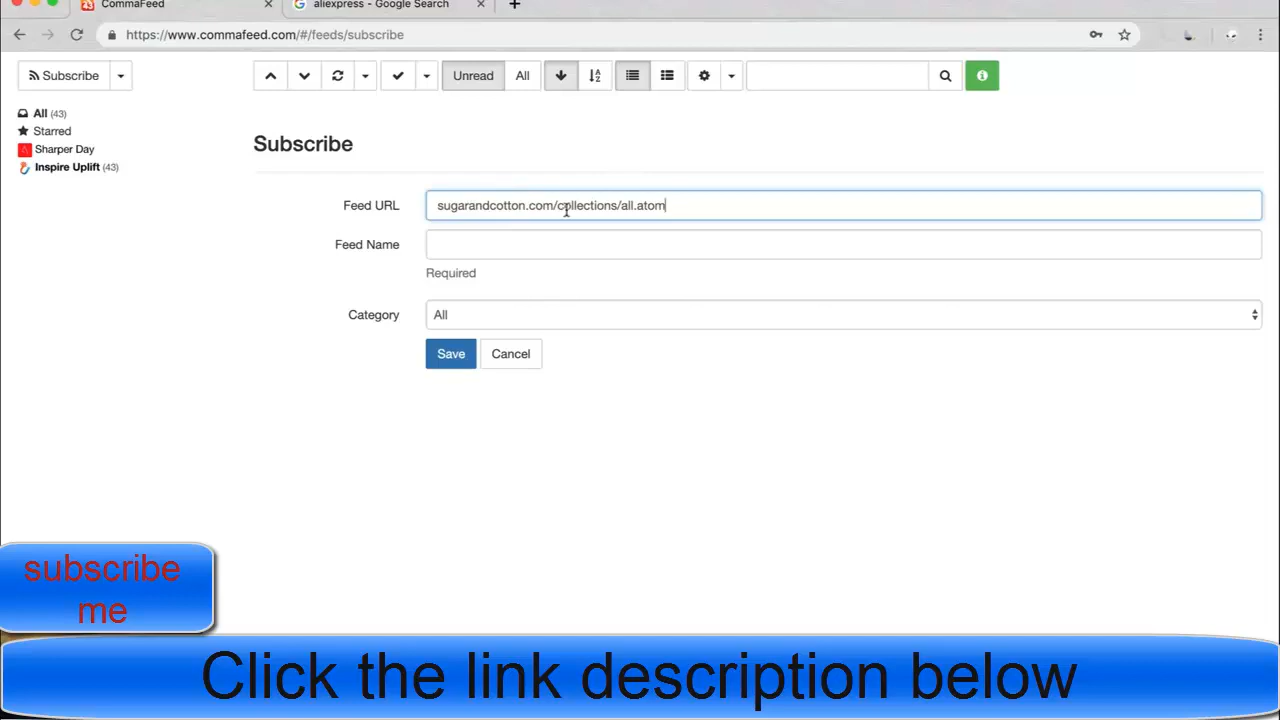 CommaFeed
aliexpress - Google Search
https://www.commafeed.com/#/feeds/subscribe
Subscribe
Unread
All
All (43)
Starred
Sharper Day
Inspire Uplift (43)
Subscribe
Feed URL
sugarandcotton.com/collections/all.atom
Feed Name
Required
Category
All
Save
Cancel
subscribe
me
Click the link description below